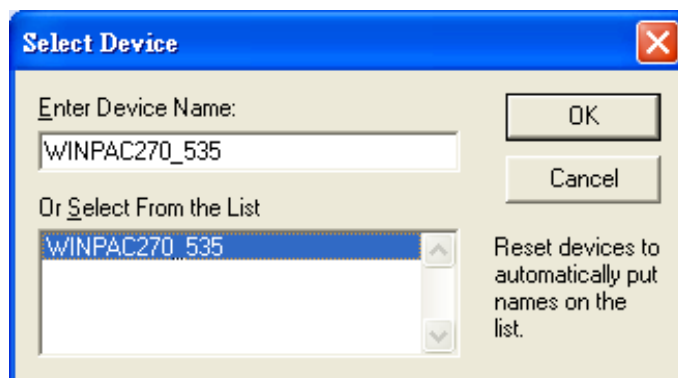 Select Device
Enter Device Name:
OK
WINPAC270_535
Cancel
Or Select From the List
WINPAC270_535
Reset devices to
automatically put
names on the
list.